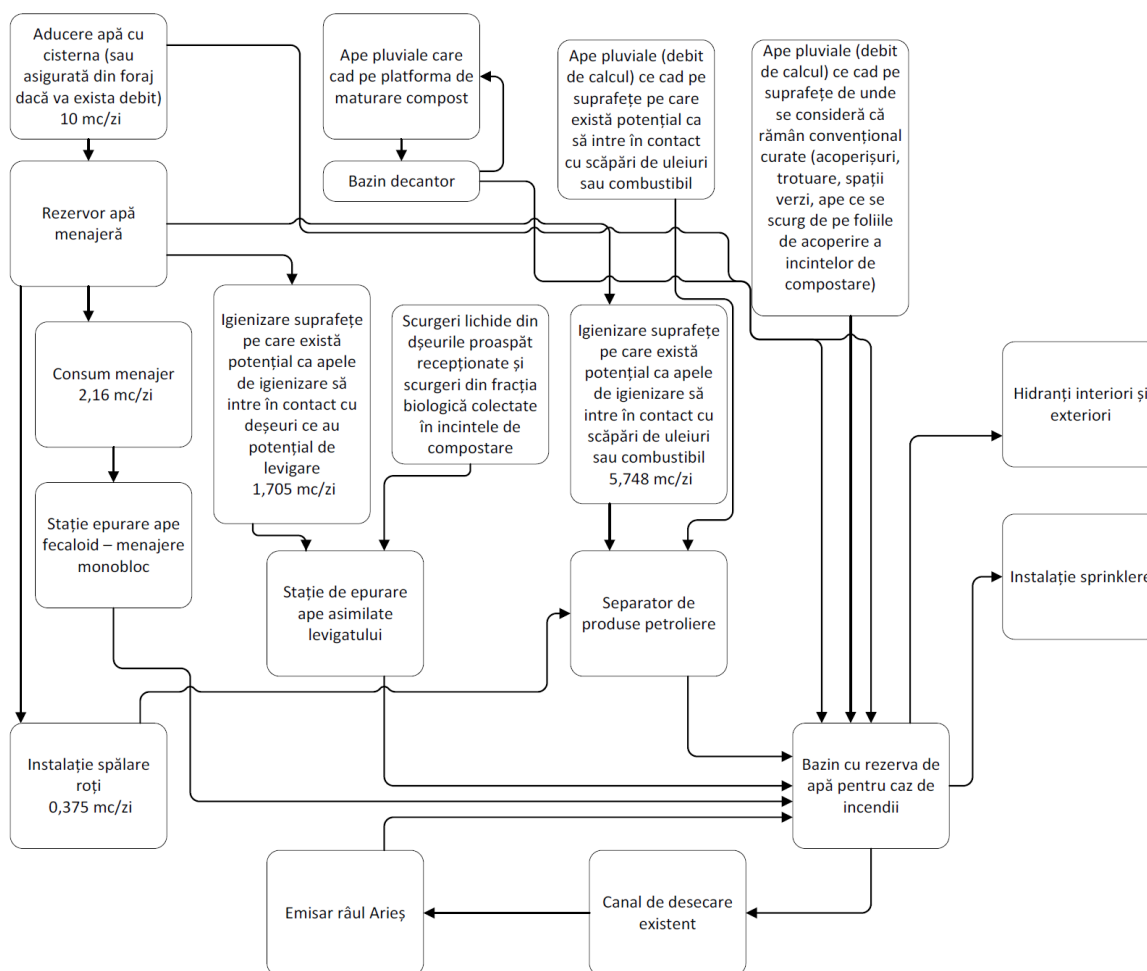 Aducere apă cu
cisterna (sau
asigurată din foraj
dacă va exista debit)
10 mc/zi
Ape pluviale care
cad pe platforma de
maturare compost
Ape pluviale (debit
de calcul) ce cad pe
suprafețe pe care
există potențial ca
să intre în contact
cu scăpări de uleiuri
sau combustibil
Ape pluviale (debit
de calcul) ce cad pe
suprafețe de unde
se consideră că
rămân convențional
curate (acoperișuri,
trotuare, spații
verzi, ape ce se
scurg de pe foliile
de acoperire a
incintelor de
compostare)
Bazin decantor
Rezervor apă
menajeră
Igienizare suprafețe
pe care există
potențial ca apele
de igienizare să
intre în contact cu
deșeuri ce au
potențial de
levigare
1,705 mc/zi
Scurgeri lichide din
dșeurile proaspăt
recepționate și
scurgeri din fracția
biologică colectate
în incintele de
compostare
Igienizare suprafețe
pe care există
potențial ca apele
de igienizare să
intre în contact cu
scăpări de uleiuri
sau combustibil
5,748 mc/zi
Consum menajer
2,16 mc/zi
Hidranți interiori și
exteriori
Stație epurare ape
fecaloid – menajere
monobloc
Stație de epurare
ape asimilate
levigatului
Separator de
produse petroliere
Instalație sprinklere
Instalație spălare
roți
0,375 mc/zi
Bazin cu rezerva de
apă pentru caz de
incendii
Emisar râul Arieș
Canal de desecare
existent